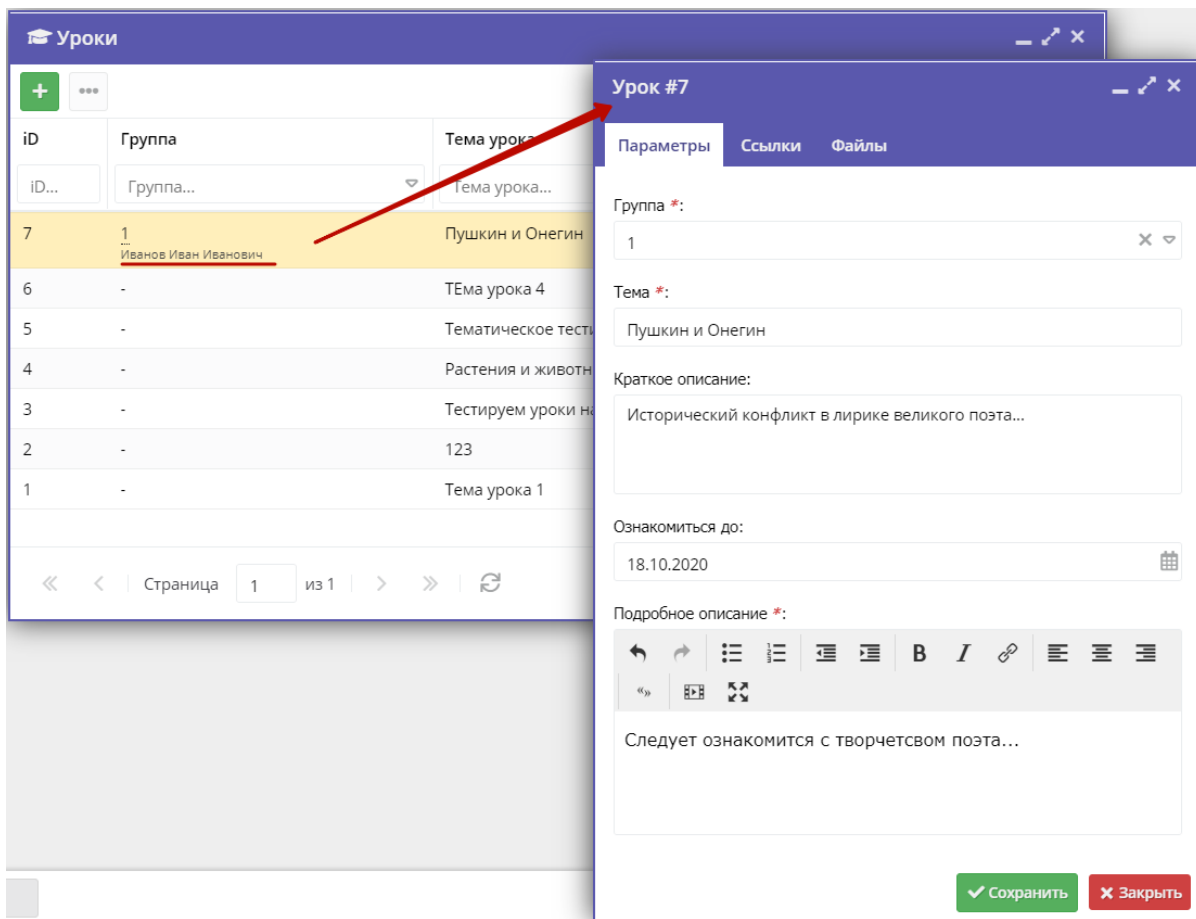 Уроки
iD Группа Тема урока
iD... Группа... Тема урока...
7 1 Пушкин и Онегин
Иванов Иван Иванович
6 - ТЕма урока 4
5 - Тематическое тести
4 - Растения и животн
3 - Тестируем уроки на
2 - 123
1 - Тема урока 1
Страница 1 из 1
Урок #7
Параметры Ссылки Файлы
Группа *:
1
Тема *:
Пушкин и Онегин
Краткое описание:
Исторический конфликт в лирике великого поэта...
Ознакомиться до:
18.10.2020
Подробное описание *:
B I
«»
Следует ознакомится с творчетсвом поэта...
Сохранить Закрыть